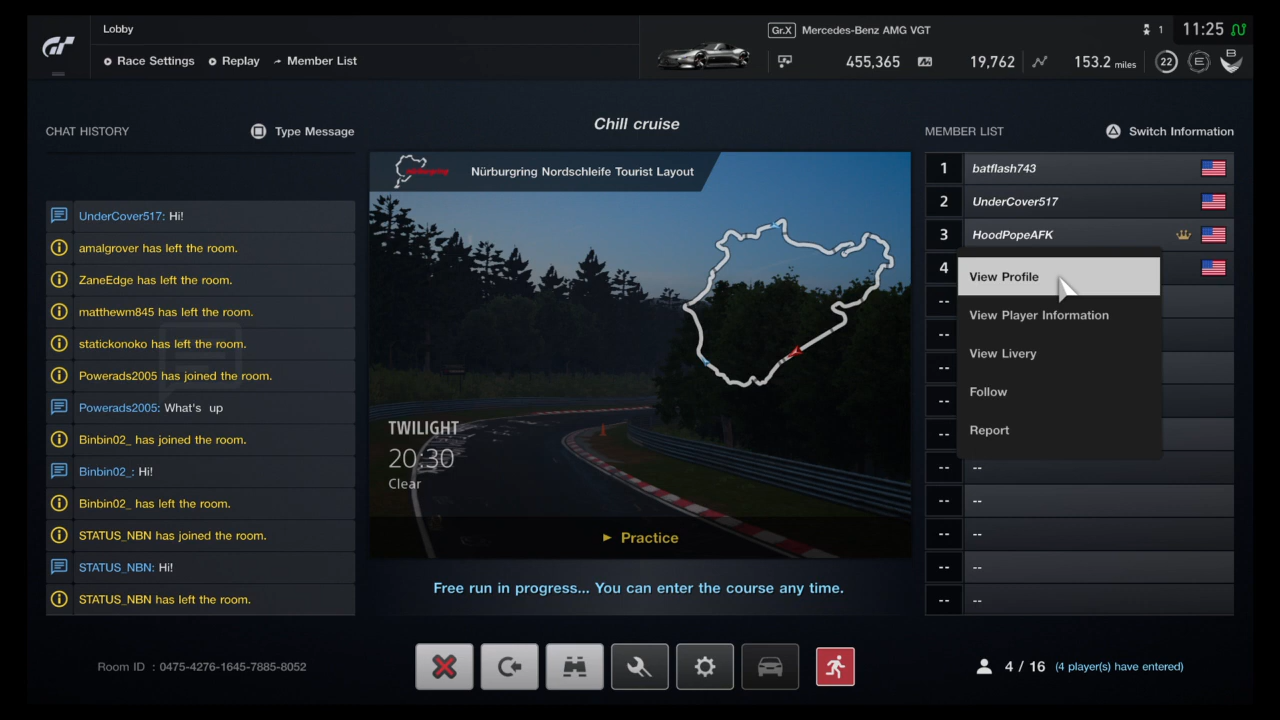 Lobby
Race Settings
Replay
Member List
Gr.X
Mercedes-Benz AMG VGT
1
11:25
455,365
19,762
153.2 miles
22
E
B
CHAT HISTORY
Type Message
Chill cruise
MEMBER LIST
Switch Information
Nürburgring Nordschleife Tourist Layout
UnderCover517: Hi!
amalgrover has left the room.
ZaneEdge has left the room.
matthewm845 has left the room.
statickonoko has left the room.
Powerads2005 has joined the room.
Powerads2005: What's up
Binbin02_ has joined the room.
Binbin02_: Hi!
Binbin02_ has left the room.
STATUS_NBN has joined the room.
STATUS_NBN: Hi!
STATUS_NBN has left the room.
TWILIGHT
20:30
Clear
Practice
Free run in progress... You can enter the course any time.
1 batflash743
2 UnderCover517
3 HoodPopeAFK
4
View Profile
View Player Information
View Livery
Follow
Report
--
--
--
--
--
-- --
-- --
-- --
-- --
-- --
Room ID : 0475-4276-1645-7885-8052
4 / 16 (4 player(s) have entered)